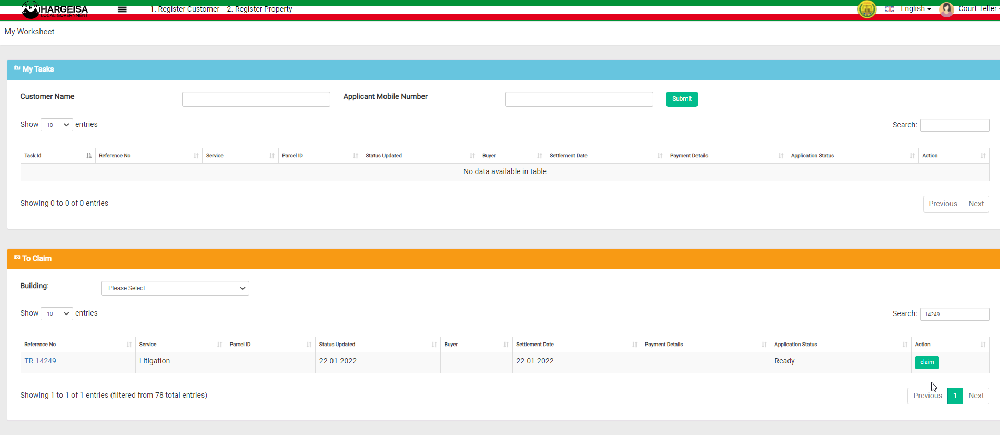 HARGEISA
LOCAL GOVERNMENT
1. Register Customer 2. Register Property
English
Court Teller
My Worksheet
My Tasks
Customer Name
Applicant Mobile Number
Submit
Show 10 entries
Search:
Task Id Reference No Service Parcel ID Status Updated Buyer Settlement Date Payment Details Application Status Action
No data available in table
Showing 0 to 0 of 0 entries
Previous Next
To Claim
Building: Please Select
Show 10 entries
Search: 14249
Reference No Service Parcel ID Status Updated Buyer Settlement Date Payment Details Application Status Action
TR-14249 Litigation 22-01-2022 22-01-2022 Ready claim
Showing 1 to 1 of 1 entries (filtered from 78 total entries)
Previous 1 Next